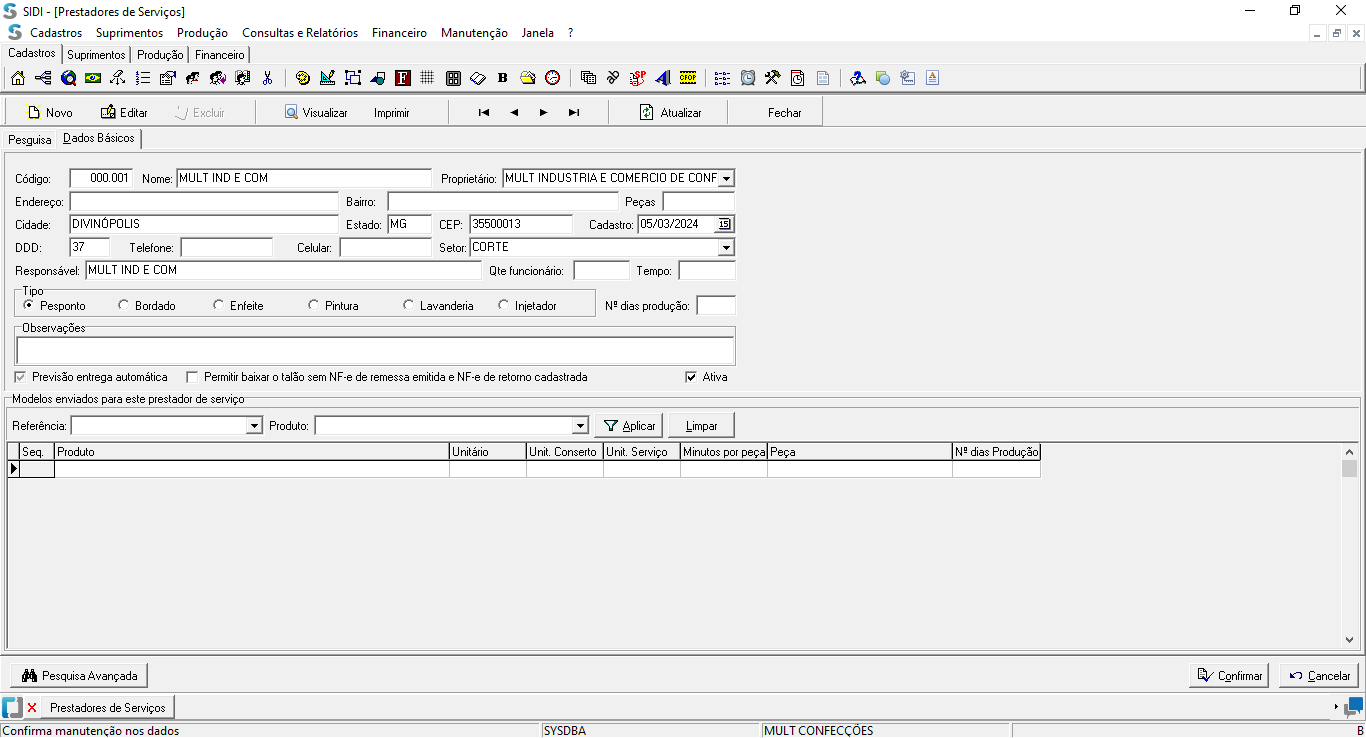 SIDI - [Prestadores de Serviços]
Cadastros Suprimentos Produção Consultas e Relatórios Financeiro Manutenção Janela ?
Cadastros Suprimentos Produção Financeiro
F B SP CFOP A
Novo Editar Excluir Visualizar Imprimir Atualizar Fechar
Pesquisa Dados Básicos
Código: 000.001 Nome: MULT IND E COM Proprietário: MULT INDUSTRIA E COMERCIO DE CONF
Endereço: Bairro: Peças
Cidade: DIVINÓPOLIS Estado: MG CEP: 35500013 Cadastro: 05/03/2024 15
DDD: 37 Telefone: Celular: Setor: CORTE
Responsável: MULT IND E COM Qte funcionário: Tempo:
Tipo
Pesponto Bordado Enfeite Pintura Lavanderia Injetador Nº dias produção:
Observações
Previsão entrega automática Permitir baixar o talão sem NF-e de remessa emitida e NF-e de retorno cadastrada Ativa
Modelos enviados para este prestador de serviço
Referência: Produto: Aplicar Limpar
Seq. Produto Unitário Unit. Conserto Unit. Serviço Minutos por peça Peça Nº dias Produção
Pesquisa Avançada Confirmar Cancelar
Prestadores de Serviços
Confirma manutenção nos dados SYSDBA MULT CONFECÇÕES B